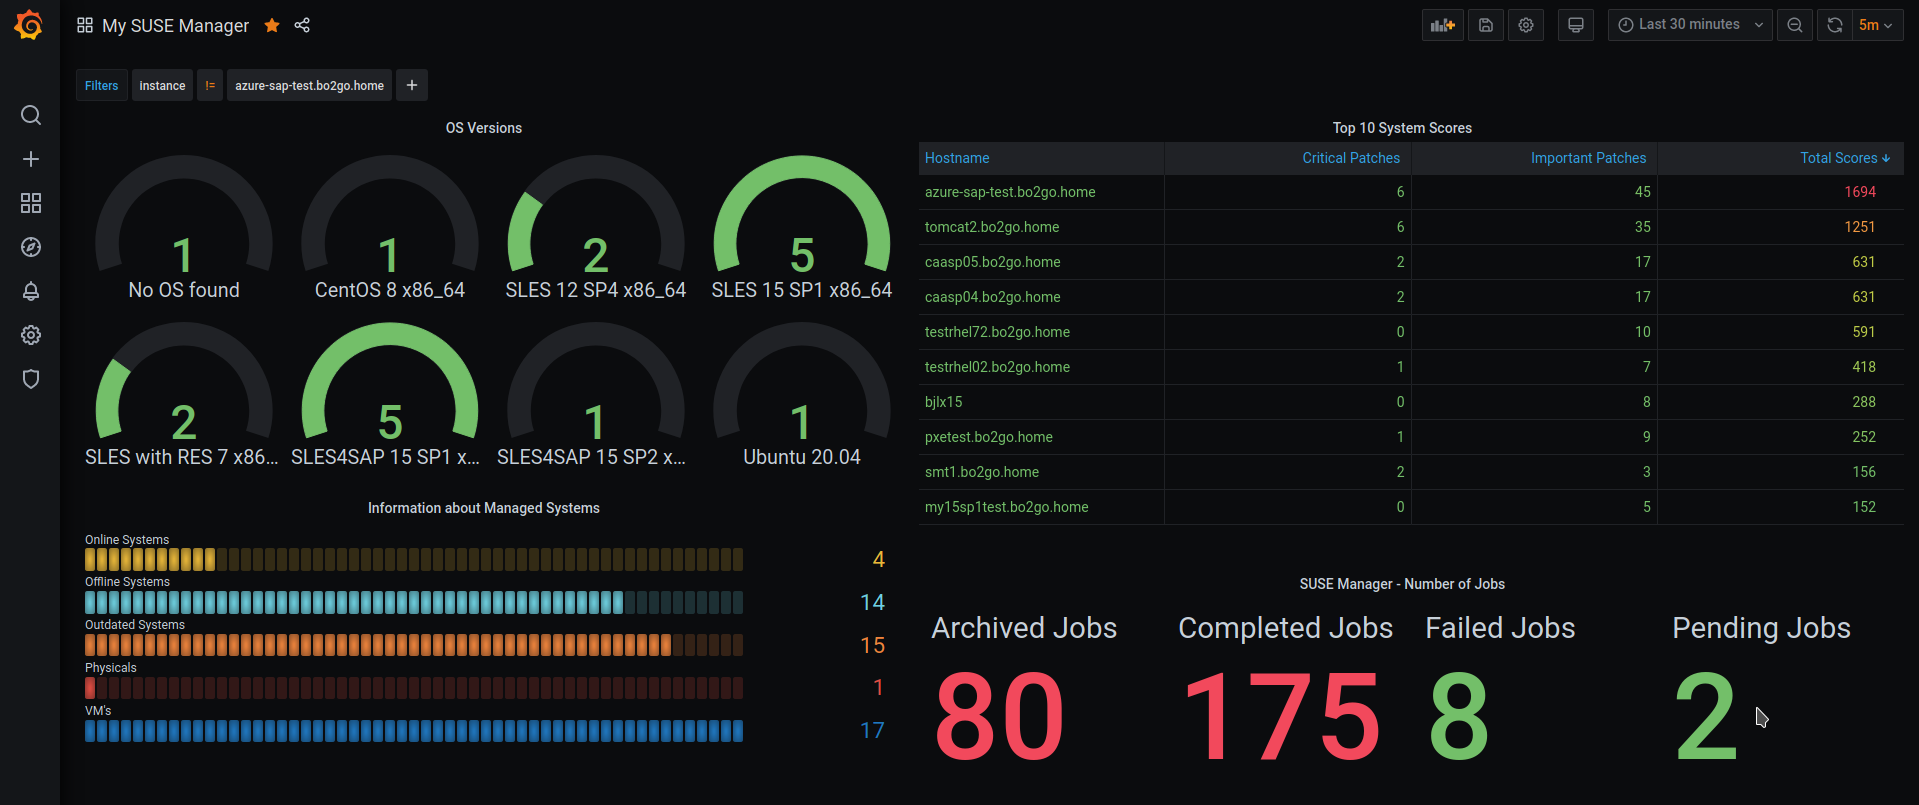 My SUSE Manager
Last 30 minutes
5m
Filters
instance
!=
azure-sap-test.bo2go.home
+
OS Versions
1
1
2
5
No OS found
CentOS 8 x86_64
SLES 12 SP4 x86_64
SLES 15 SP1 x86_64
2
5
1
1
SLES with RES 7 x86...
SLES4SAP 15 SP1 x...
SLES4SAP 15 SP2 x...
Ubuntu 20.04
Information about Managed Systems
Online Systems
4
Offline Systems
14
Outdated Systems
15
Physicals
1
VM's
17
Top 10 System Scores
Hostname Critical Patches Important Patches Total Scores
azure-sap-test.bo2go.home 6 45 1694
tomcat2.bo2go.home 6 35 1251
caasp05.bo2go.home 2 17 631
caasp04.bo2go.home 2 17 631
testrhel72.bo2go.home 0 10 591
testrhel02.bo2go.home 1 7 418
bjlx15 0 8 288
pxetest.bo2go.home 1 9 252
smt1.bo2go.home 2 3 156
my15sp1test.bo2go.home 0 5 152
SUSE Manager - Number of Jobs
Archived Jobs
Completed Jobs
Failed Jobs
Pending Jobs
80
175
8
2